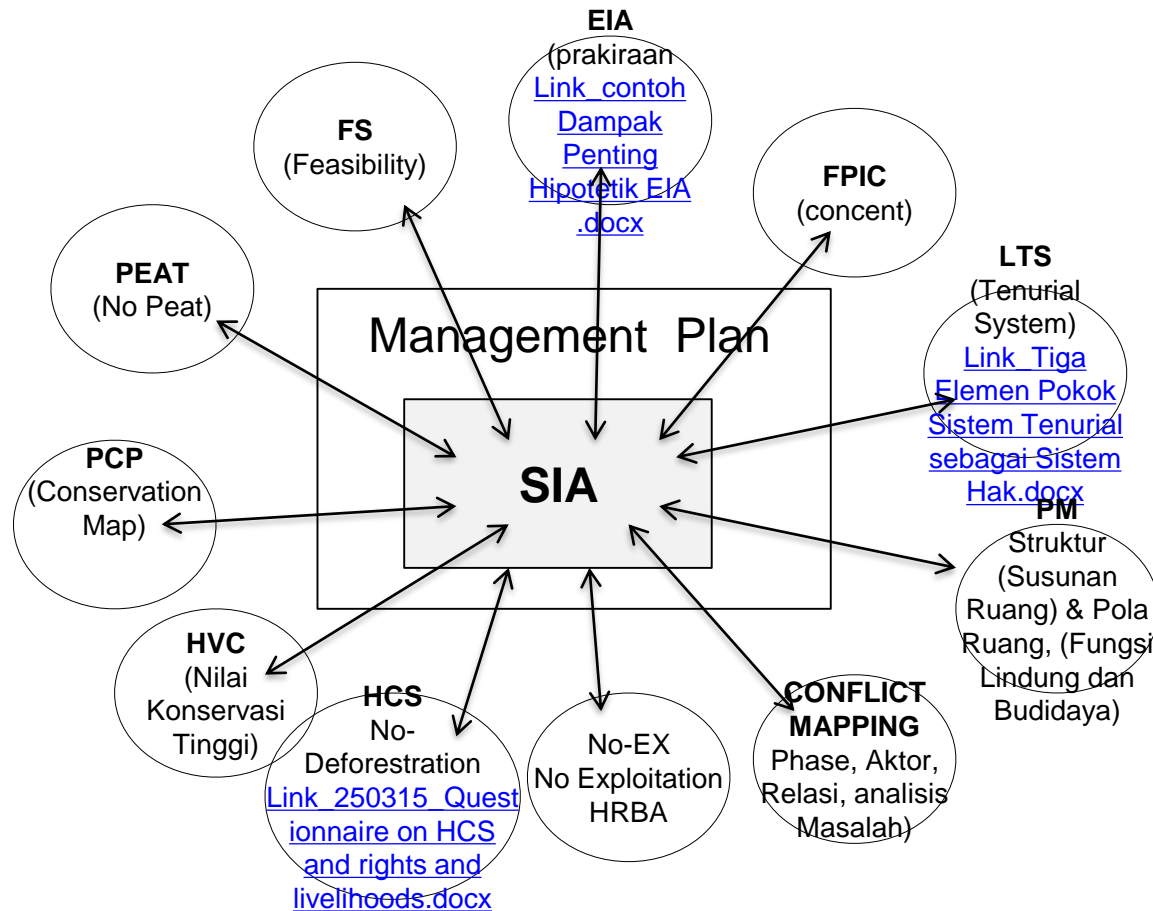 EIA
(prakiraan
Link_contoh
Dampak
Penting
Hipotetik EIA
.docx
FS
(Feasibility)
FPIC
(concent)
PEAT
(No Peat)
LTS
(Tenurial
System)
Link_Tiga
Elemen Pokok
Sistem Tenurial
sebagai Sistem
Hak.docx
Management Plan
SIA
PCP
(Conservation
Map)
PM
Struktur
(Susunan
Ruang) & Pola
Ruang, (Fungsi
Lindung dan
Budidaya)
HVC
(Nilai
Konservasi
Tinggi)
HCS
No-
Deforestration
Link_250315_Quest
ionnaire on HCS
and rights and
livelihoods.docx
No-EX
No Exploitation
HRBA
CONFLICT
MAPPING
Phase, Aktor,
Relasi, analisis
Masalah)